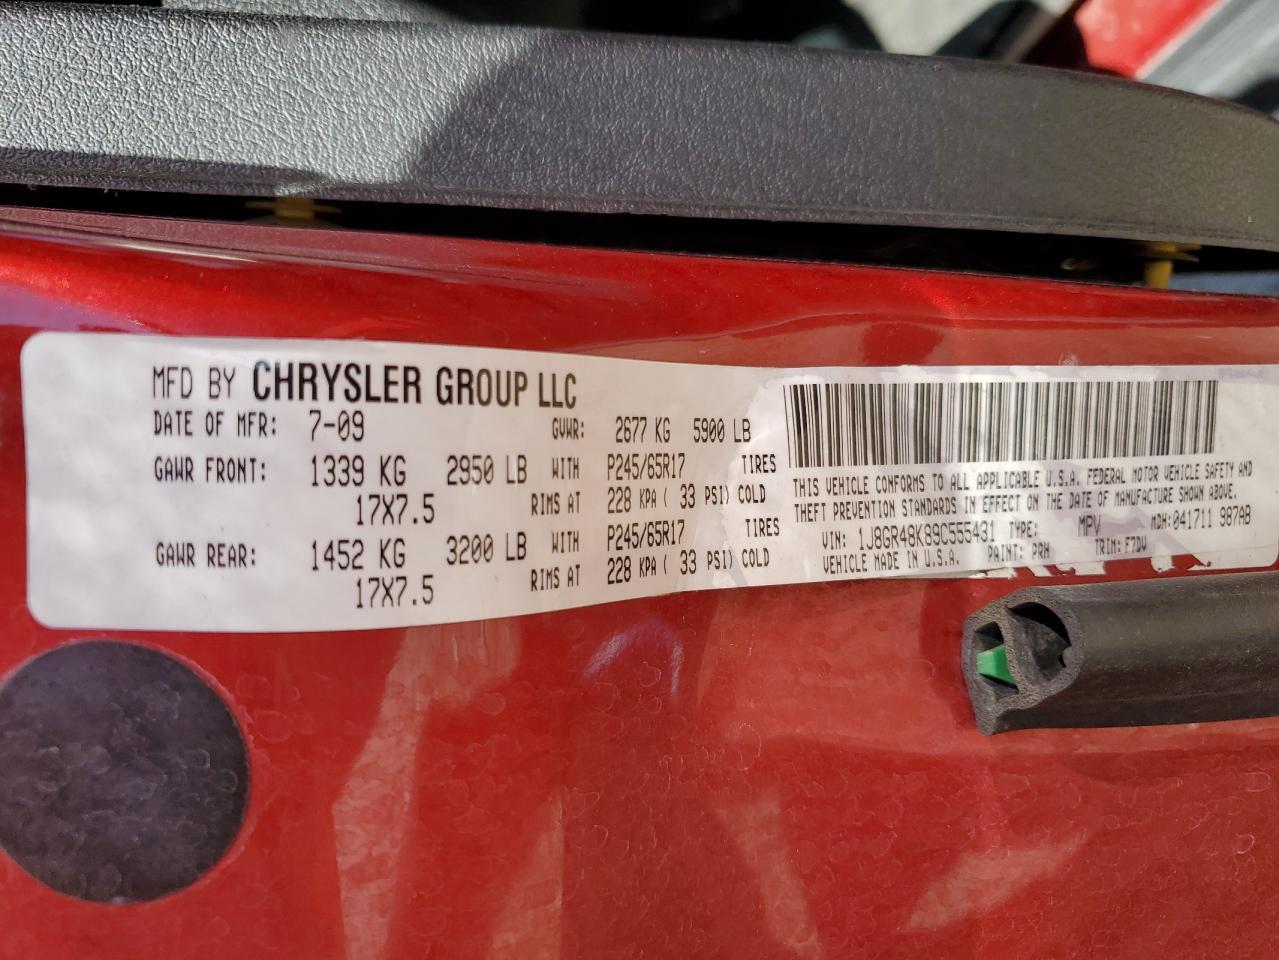 MFD BY CHRYSLER GROUP LLC
DATE OF MFR: 7-09 GVWR: 2677 KG 5900 LB
GAWR FRONT: 1339 KG 2950 LB WITH P245/65R17 TIRES
17X7.5 RIMS AT 228 KPA ( 33 PSI) COLD
GAWR REAR: 1452 KG 3200 LB WITH P245/65R17 TIRES
17X7.5 RIMS AT 228 KPA ( 33 PSI) COLD
THIS VEHICLE CONFORMS TO ALL APPLICABLE U.S.A. FEDERAL MOTOR VEHICLE SAFETY AND
THEFT PREVENTION STANDARDS IN EFFECT ON THE DATE OF MANUFACTURE SHOWN ABOVE.
VIN: 1J8GR48K89C555431 TYPE: MPV MDH:041711 987AB
VEHICLE MADE IN U.S.A. PAINT: PRH TRIM: F7DV